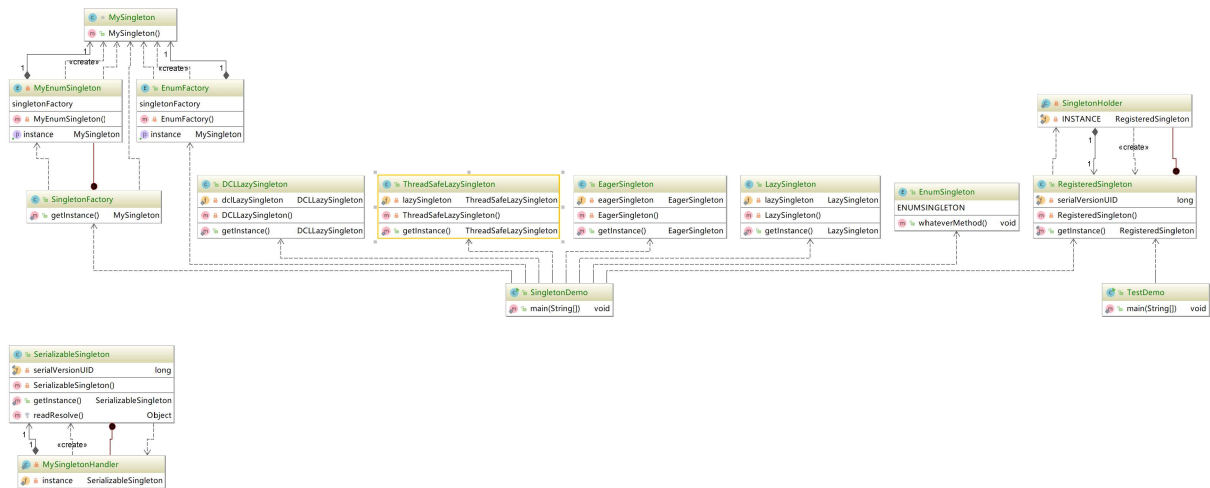 MySingleton
MySingleton()
1
1
«create»
«create»
1
1
MyEnumSingleton
singletonFactory
MyEnumSingleton()
instance MySingleton
EnumFactory
singletonFactory
EnumFactory()
instance MySingleton
SingletonHolder
INSTANCE RegisteredSingleton
«create»
1
1
SingletonFactory
getInstance() MySingleton
DCLLazySingleton
dclLazySingleton DCLLazySingleton
DCLLazySingleton()
getInstance() DCLLazySingleton
ThreadSafeLazySingleton
lazySingleton ThreadSafeLazySingleton
ThreadSafeLazySingleton()
getInstance() ThreadSafeLazySingleton
EagerSingleton
eagerSingleton EagerSingleton
EagerSingleton()
getInstance() EagerSingleton
LazySingleton
lazySingleton LazySingleton
LazySingleton()
getInstance() LazySingleton
EnumSingleton
ENUMSINGLETON
whateverMethod() void
RegisteredSingleton
serialVersionUID long
RegisteredSingleton()
getInstance() RegisteredSingleton
SingletonDemo
main(String[]) void
TestDemo
main(String[]) void
SerializableSingleton
serialVersionUID long
SerializableSingleton()
getInstance() SerializableSingleton
readResolve() Object
1
«create»
1
MySingletonHandler
instance SerializableSingleton